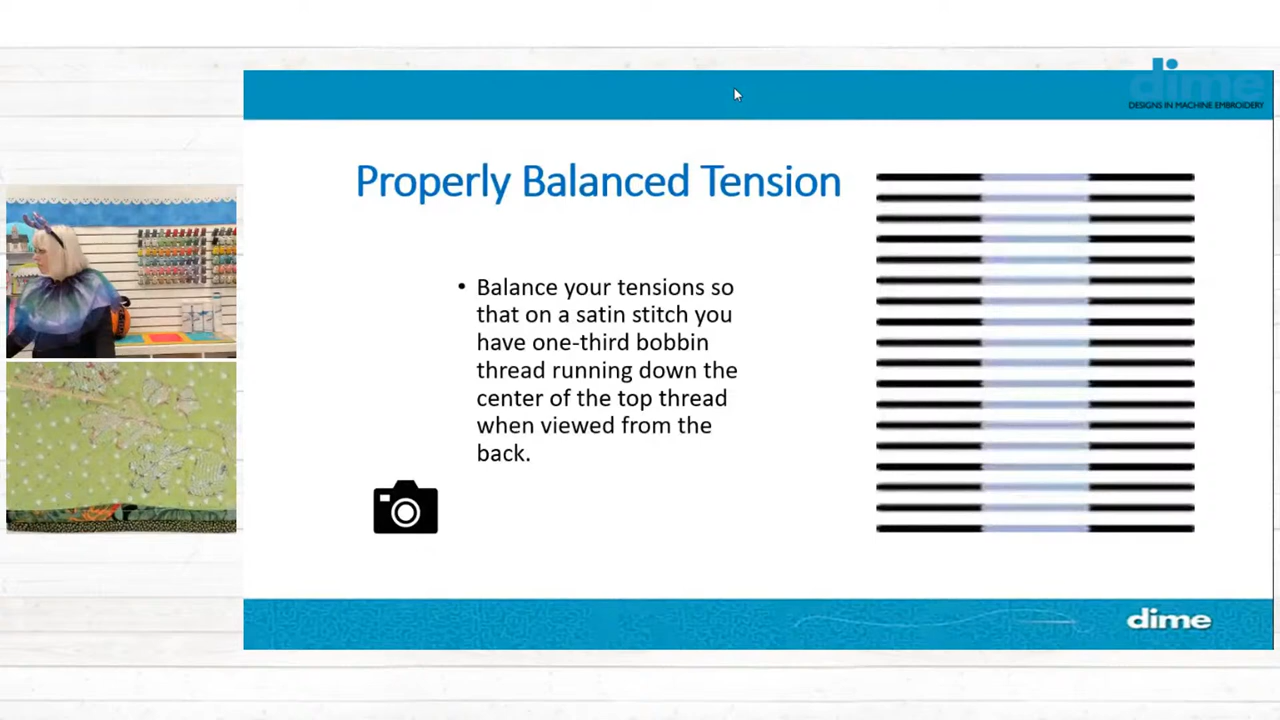 dime
DESIGNS IN MACHINE EMBROIDERY
Properly Balanced Tension
• Balance your tensions so
that on a satin stitch you
have one-third bobbin
thread running down the
center of the top thread
when viewed from the
back.
dime